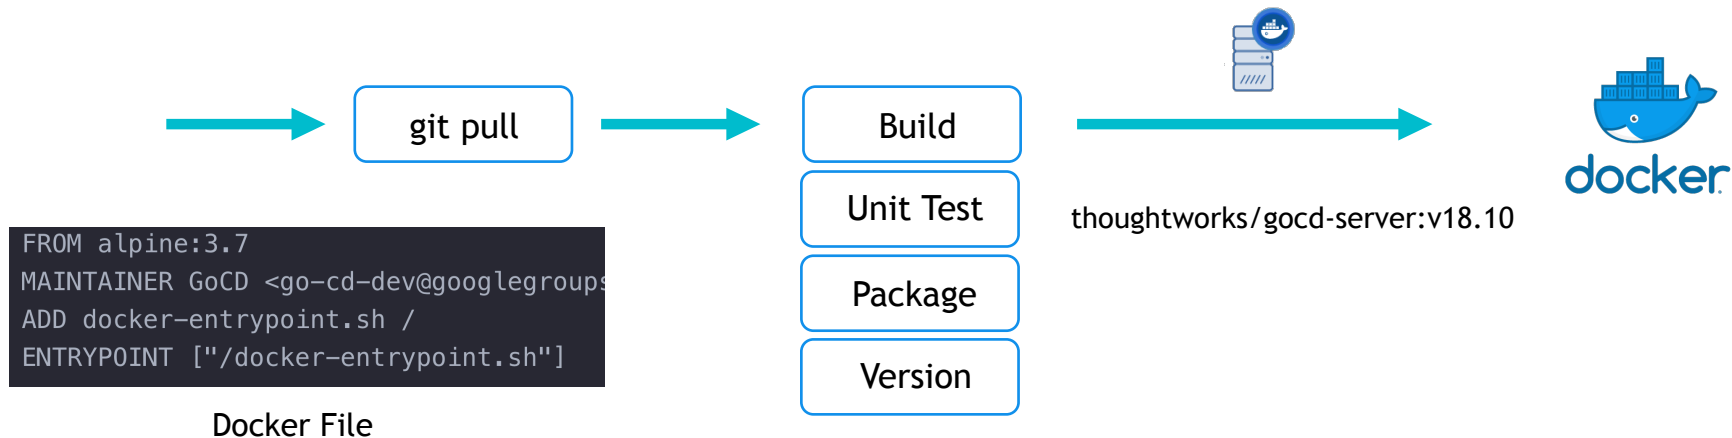 git pull
Build
Unit Test
Package
Version
thoughtworks/gocd-server:v18.10
docker
FROM alpine:3.7
MAINTAINER GoCD <go-cd-dev@googlegroups
ADD docker-entrypoint.sh /
ENTRYPOINT ["/docker-entrypoint.sh"]
Docker File